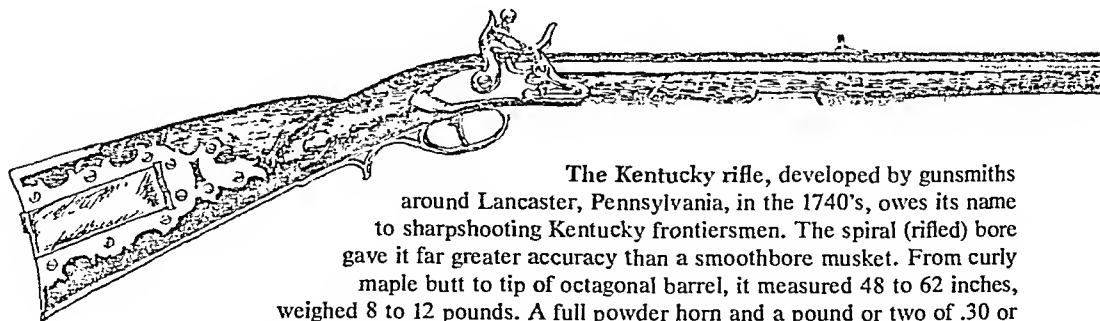 The Kentucky rifle, developed by gunsmiths
around Lancaster, Pennsylvania, in the 1740's, owes its name
to sharpshooting Kentucky frontiersmen. The spiral (rifled) bore
gave it far greater accuracy than a smoothbore musket. From curly
maple butt to tip of octagonal barrel, it measured 48 to 62 inches,
weighed 8 to 12 pounds. A full powder horn and a pound or two of .30 or